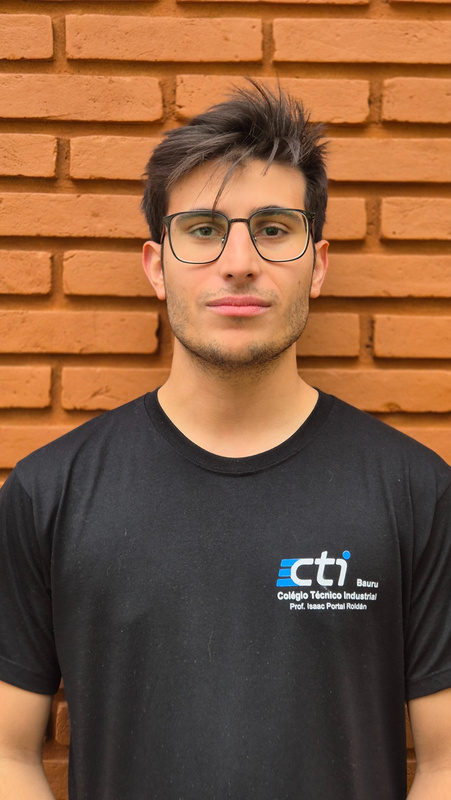 cti Bauru
Colégio Técnico Industrial
Prof. Isaac Portal Roldán